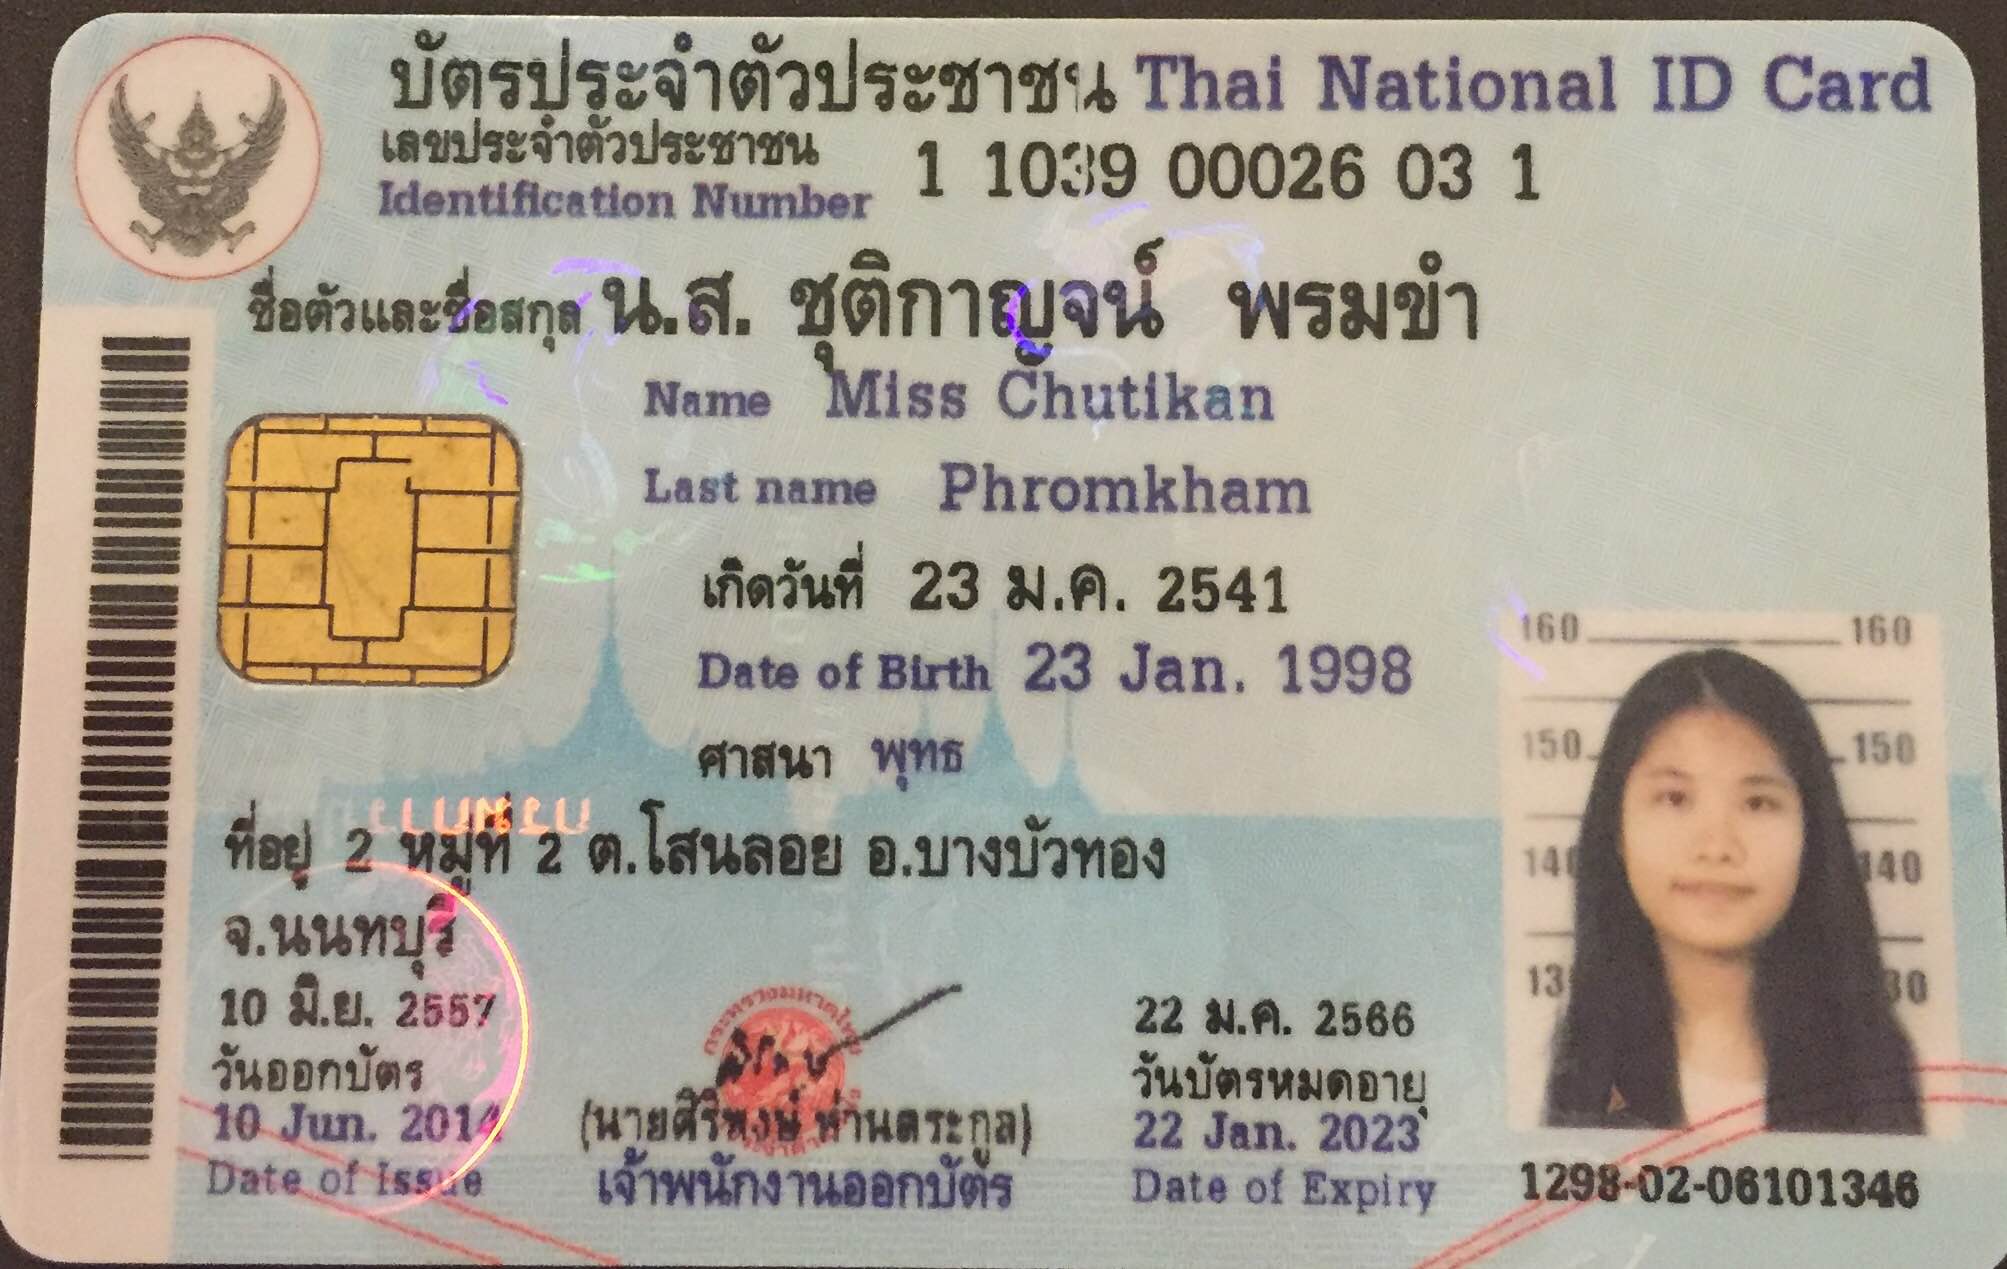 บัตรประจำตัวประชาชน Thai National ID Card
เลขประจำตัวประชาชน
Identification Number
1 1039 00026 03 1
ชื่อตัวและชื่อสกุล น.ส. ชุติกาญจน์ พรมขำ
Name Miss Chutikan
Last name Phromkham
เกิดวันที่ 23 ม.ค. 2541
Date of Birth 23 Jan. 1998
ศาสนา พุทธ
ที่อยู่ 2 หมู่ที่ 2 ต.โสนลอย อ.บางบัวทอง
จ.นนทบุรี
10 มิ.ย. 2557
วันออกบัตร
10 Jun. 2014
Date of Issue
กระทรวงมหาดไทย
เจ้าพนักงานออกบัตร
22 ม.ค. 2566
วันบัตรหมดอายุ
22 Jan. 2023
Date of Expiry
160 160
150 150
140 140
1298-02-06101346